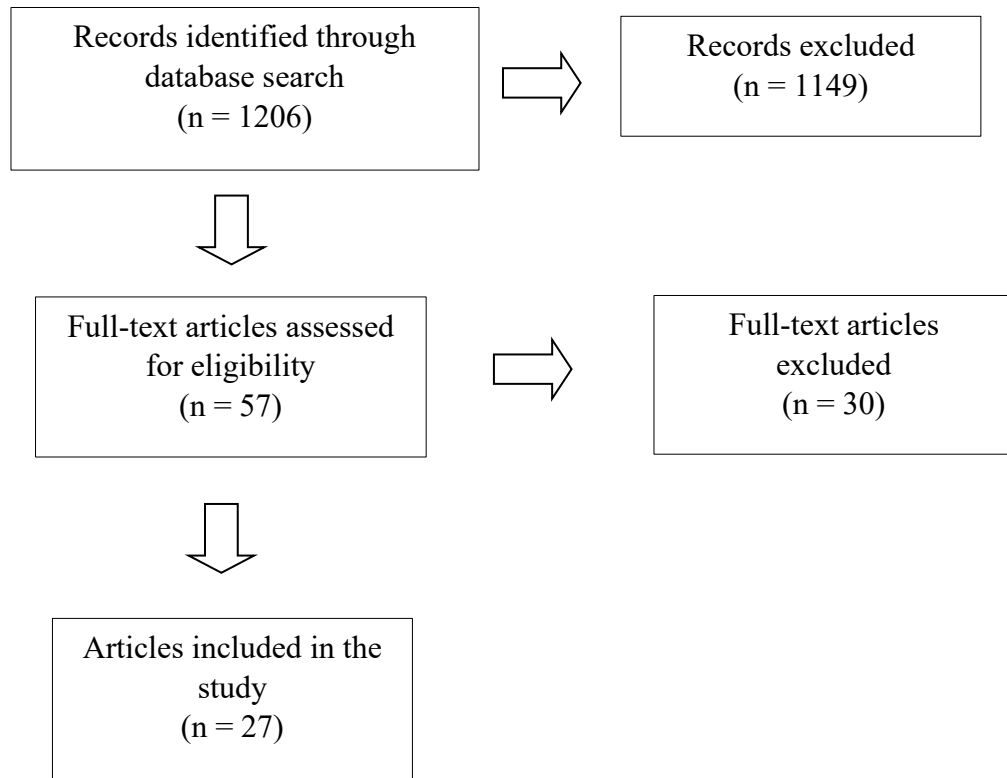 Records identified through
database search
(n = 1206)
Records excluded
(n = 1149)
Full-text articles assessed
for eligibility
(n = 57)
Full-text articles
excluded
(n = 30)
Articles included in the
study
(n = 27)